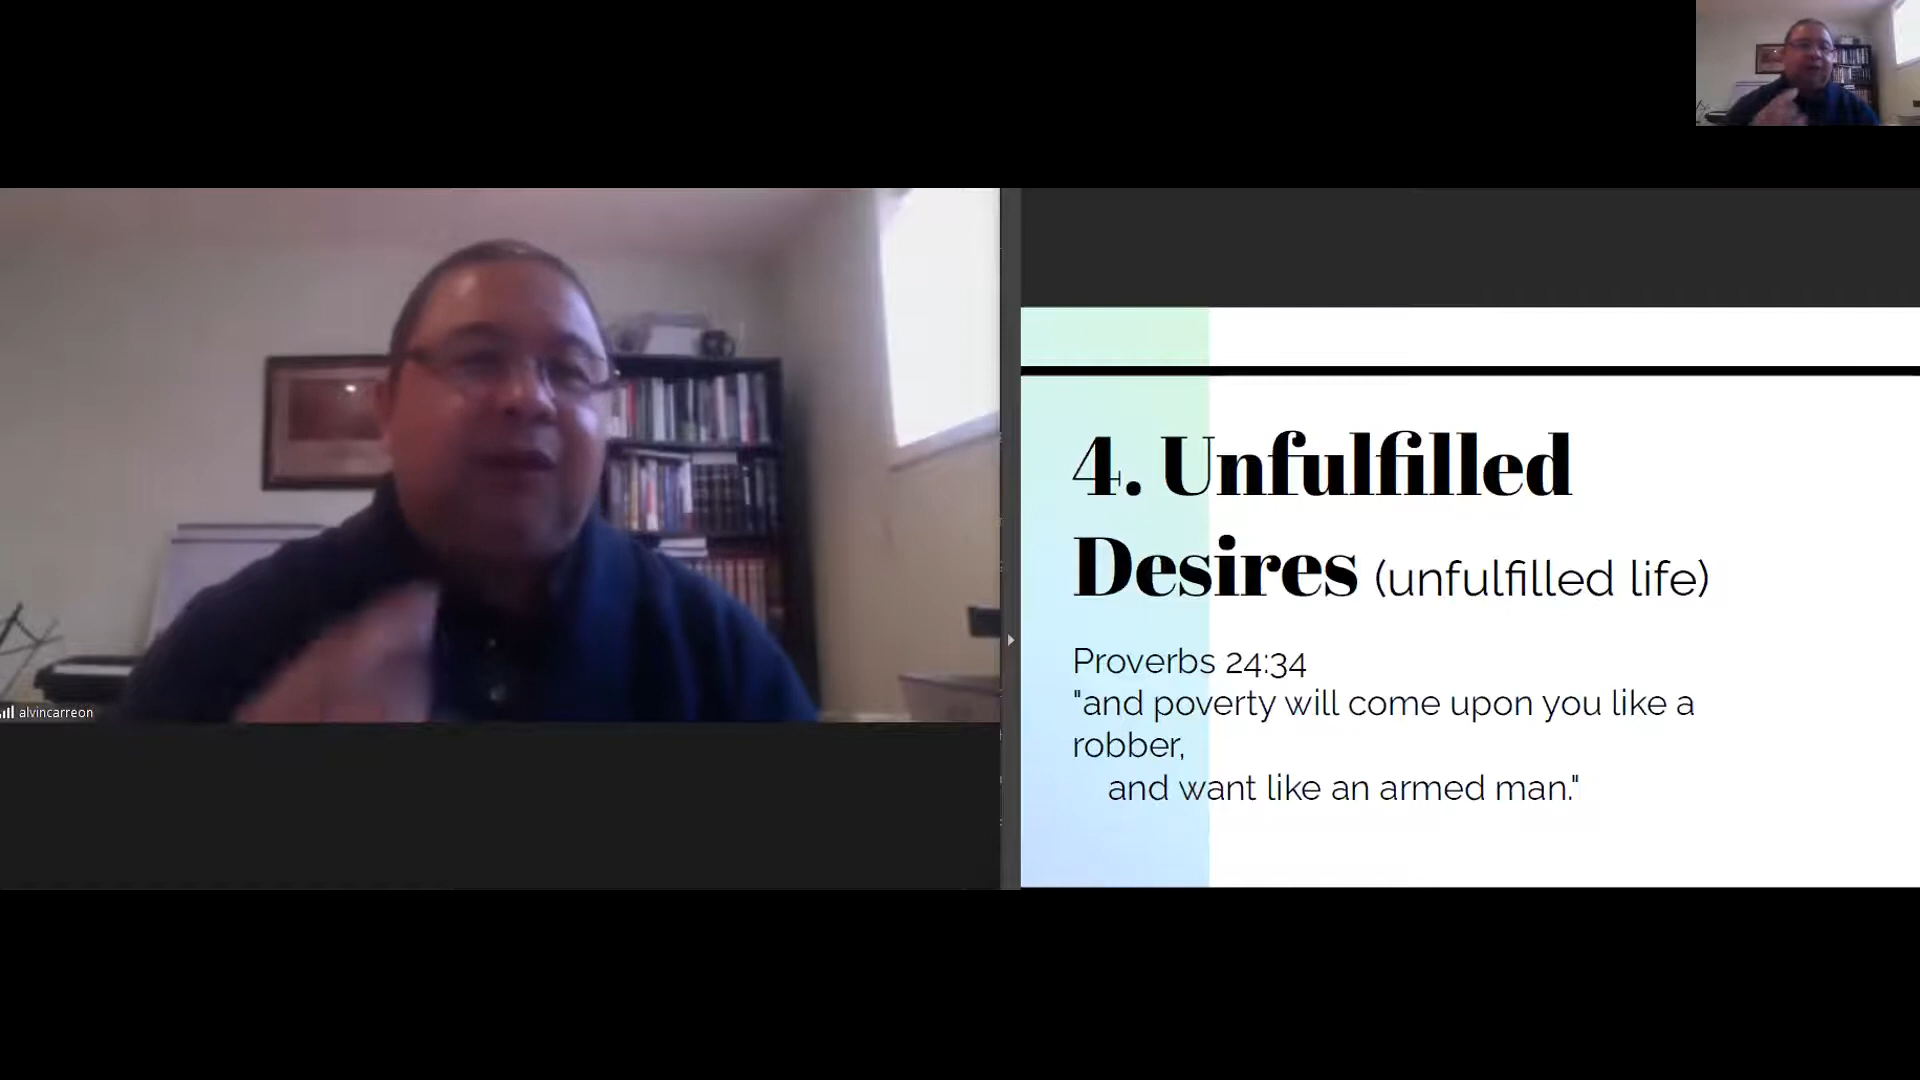 alvincarreon
4. Unfulfilled
Desires (unfulfilled life)
Proverbs 24:34
"and poverty will come upon you like a
robber,
and want like an armed man."